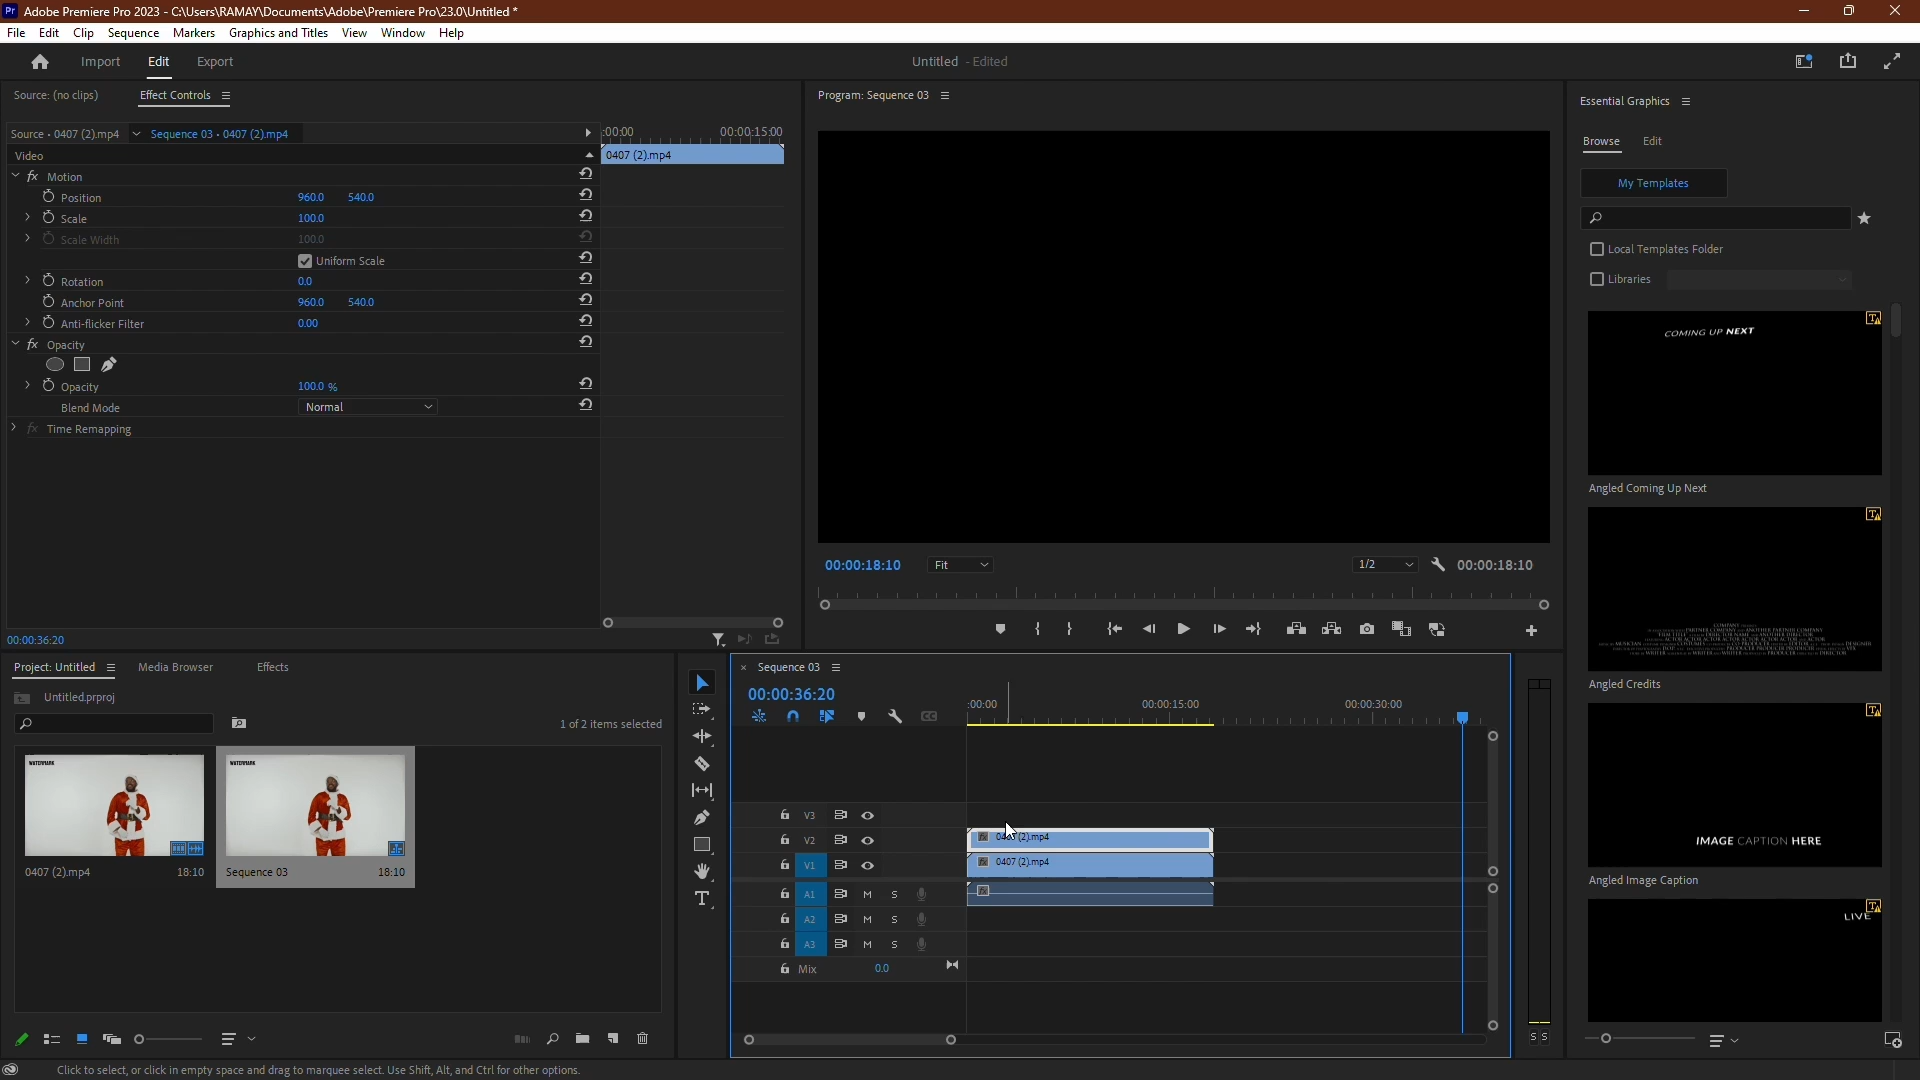 Pr Adobe Premiere Pro 2023 - C:\Users\RAMAY\Documents\Adobe\Premiere Pro\23.0\Untitled *
File Edit Clip Sequence Markers Graphics and Titles View Window Help
Import Edit Export
Untitled - Edited
Source: (no clips) Effect Controls
Source • 0407 (2).mp4 Sequence 03 • 0407 (2).mp4
:00:00 00:00:15:00
Video
0407 (2).mp4
fx Motion
Position 960.0 540.0
Scale 100.0
Scale Width 100.0
Uniform Scale
Rotation 0.0
Anchor Point 960.0 540.0
Anti-flicker Filter 0.00
fx Opacity
Opacity 100.0 %
Blend Mode Normal
fx Time Remapping
00:00:36:20
Program: Sequence 03
00:00:18:10 Fit 1/2 00:00:18:10
Essential Graphics
Browse Edit
My Templates
Local Templates Folder
Libraries
COMING UP NEXT
Angled Coming Up Next
Angled Credits
IMAGE CAPTION HERE
Angled Image Caption
LIVE
Project: Untitled Media Browser Effects
Untitled.prproj
1 of 2 items selected
WATERMARK
WATERMARK
0407 (2).mp4 18:10
Sequence 03 18:10
× Sequence 03
00:00:36:20
:00:00 00:00:15:00 00:00:30:00
V3
V2 fx (2).mp4
V1 fx 0407 (2).mp4
A1 M S fx
A2 M S
A3 M S
Mix 0.0
S S
Click to select, or click in empty space and drag to marquee select. Use Shift, Alt, and Ctrl for other options.